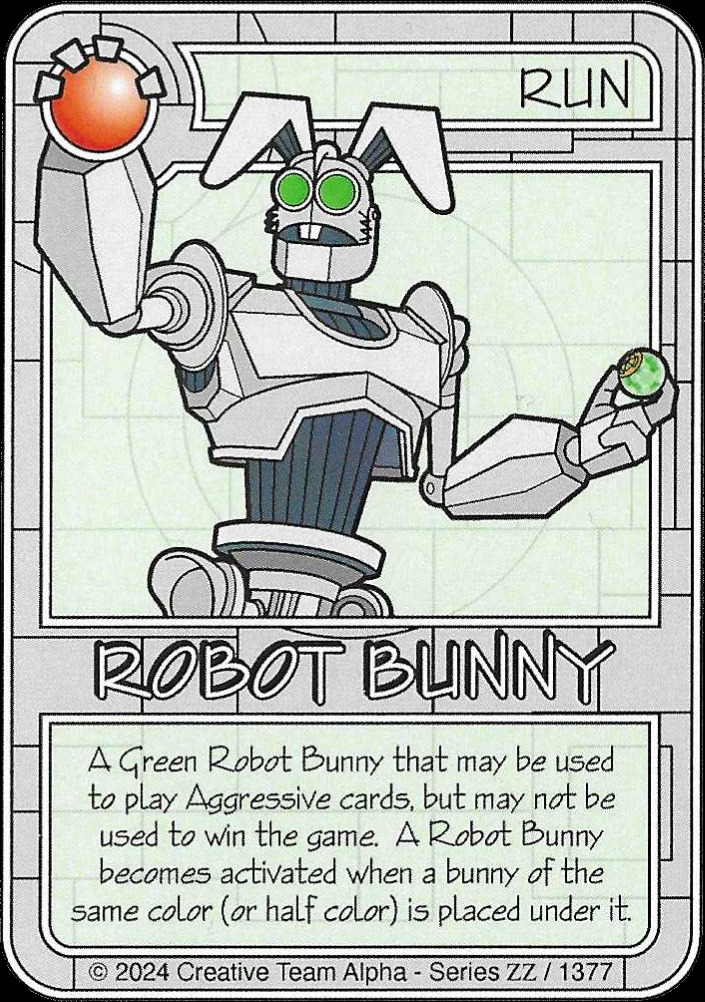 RUN
ROBOT BUNNY
A Green Robot Bunny that may be used
to play Aggressive cards, but may not be
used to win the game. A Robot Bunny
becomes activated when a bunny of the
same color (or half color) is placed under it.
© 2024 Creative Team Alpha - Series ZZ / 1377